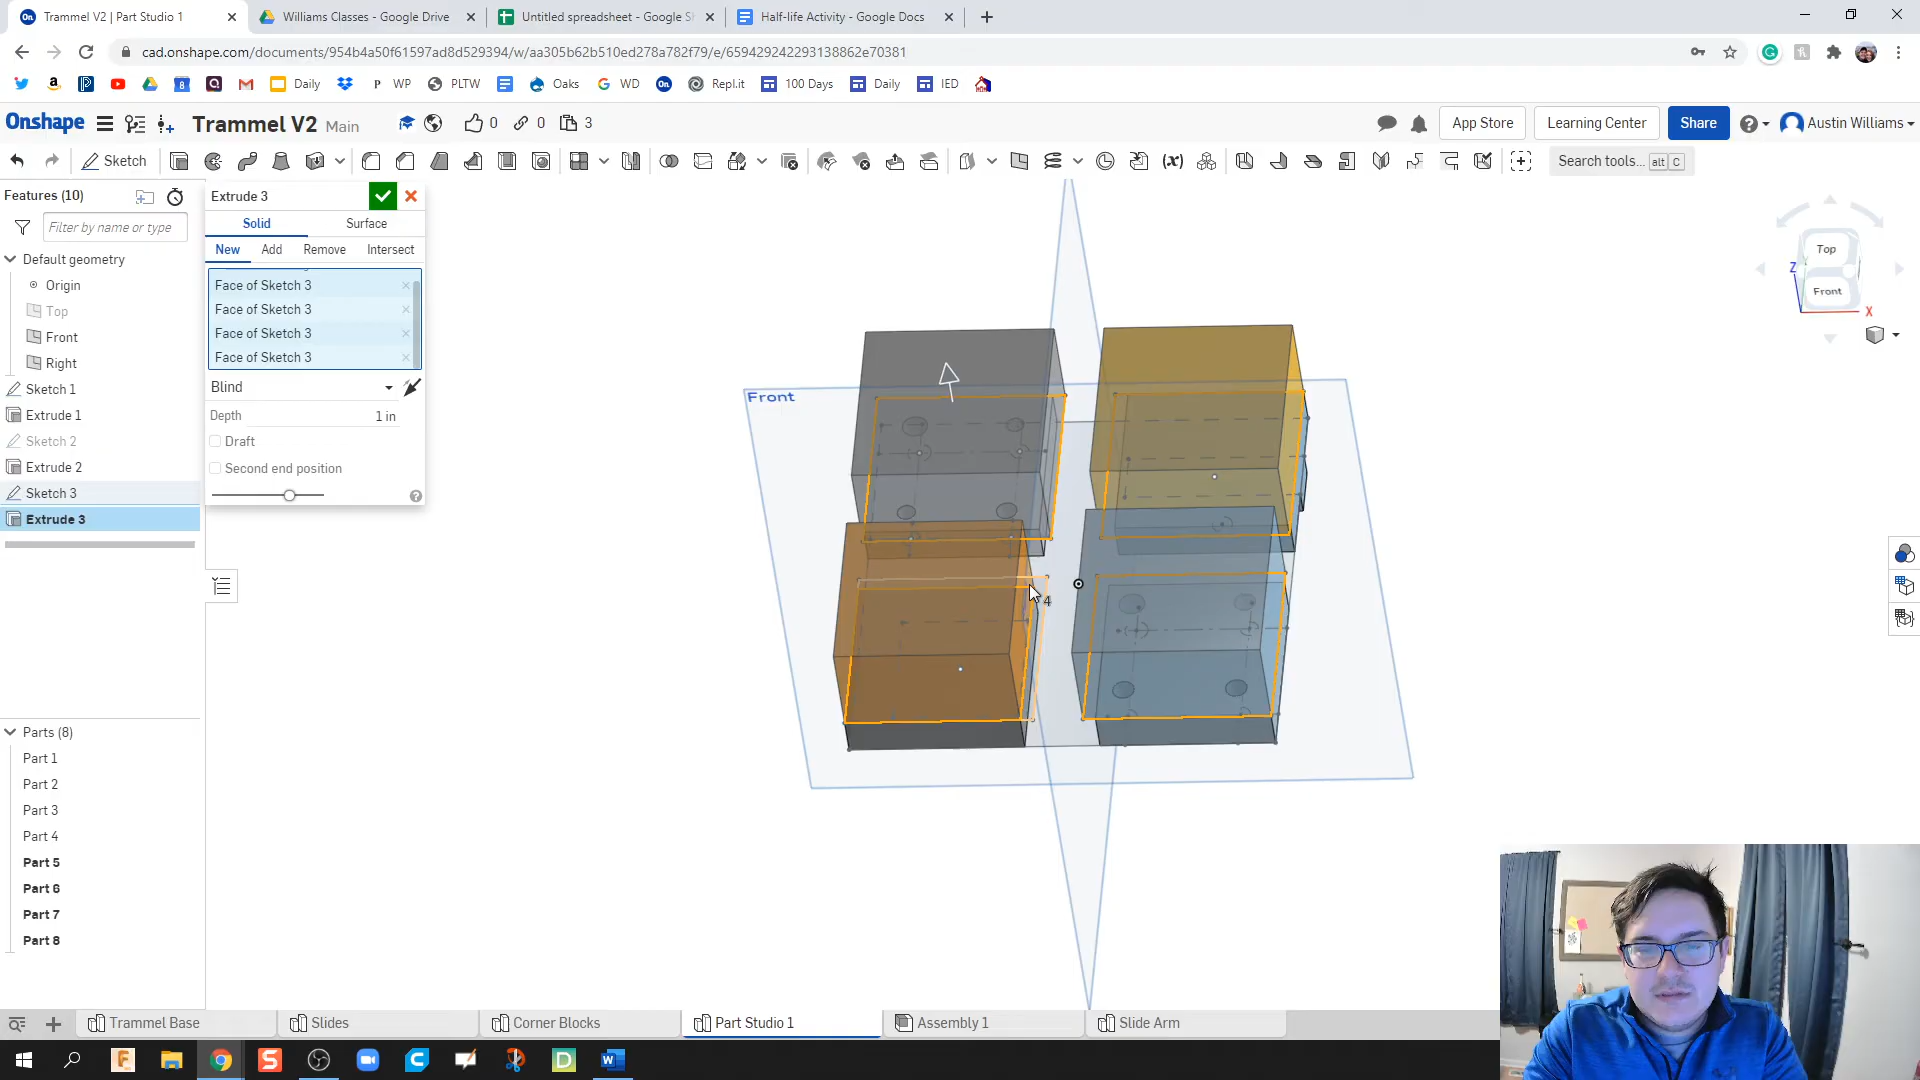 Trammel V2 | Part Studio 1
Williams Classes - Google Drive
Untitled spreadsheet - Google Sh
Half-life Activity - Google Docs
cad.onshape.com/documents/954b4a50f61597ad8d529394/w/aa305b62b510ed278a782f79/e/659429242293138862e70381
Daily
WP
PLTW
Oaks
WD
Repl.it
100 Days
Daily
IED
Onshape
Trammel V2 Main
0
0
3
App Store
Learning Center
Share
Austin Williams
Sketch
Search tools... alt C
Features (10)
Filter by name or type
Default geometry
Origin
Top
Front
Right
Sketch 1
Extrude 1
Sketch 2
Extrude 2
Sketch 3
Extrude 3
Extrude 3
Solid
Surface
New
Add
Remove
Intersect
Face of Sketch 3
Face of Sketch 3
Face of Sketch 3
Face of Sketch 3
Blind
Depth
1 in
Draft
Second end position
Front
4
Top
Front
Z
X
Parts (8)
Part 1
Part 2
Part 3
Part 4
Part 5
Part 6
Part 7
Part 8
Trammel Base
Slides
Corner Blocks
Part Studio 1
Assembly 1
Slide Arm